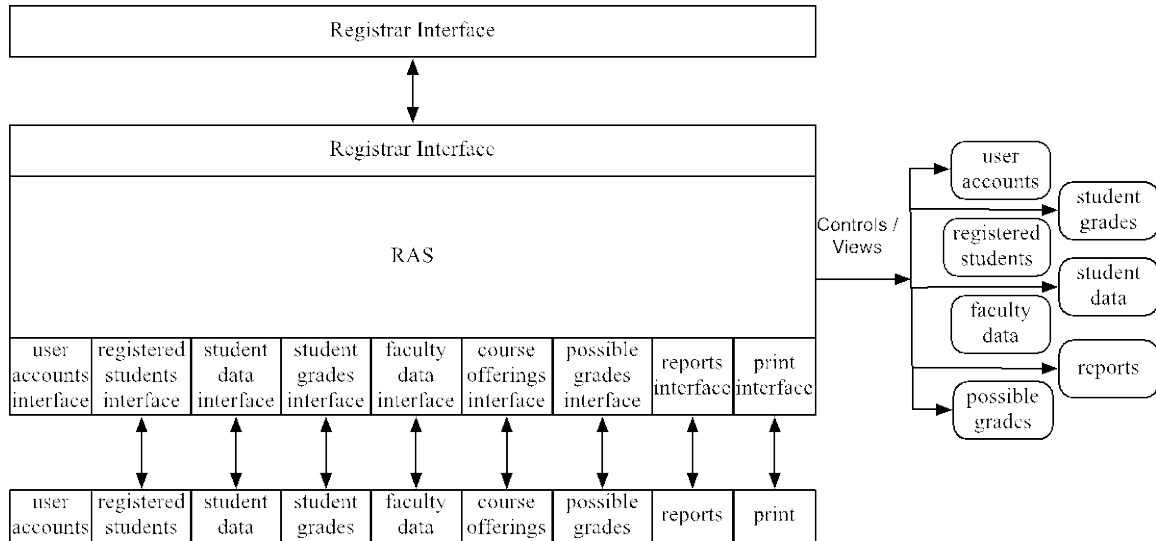 Registrar Interface
Registrar Interface
RAS
Controls /
Views
user
accounts
student
grades
registered
students
student
data
faculty
data
reports
possible
grades
user
accounts
interface
registered
students
interface
student
data
interface
student
grades
interface
faculty
data
interface
course
offerings
interface
possible
grades
interface
reports
interface
print
interface
user
accounts
registered
students
student
data
student
grades
faculty
data
course
offerings
possible
grades
reports
print